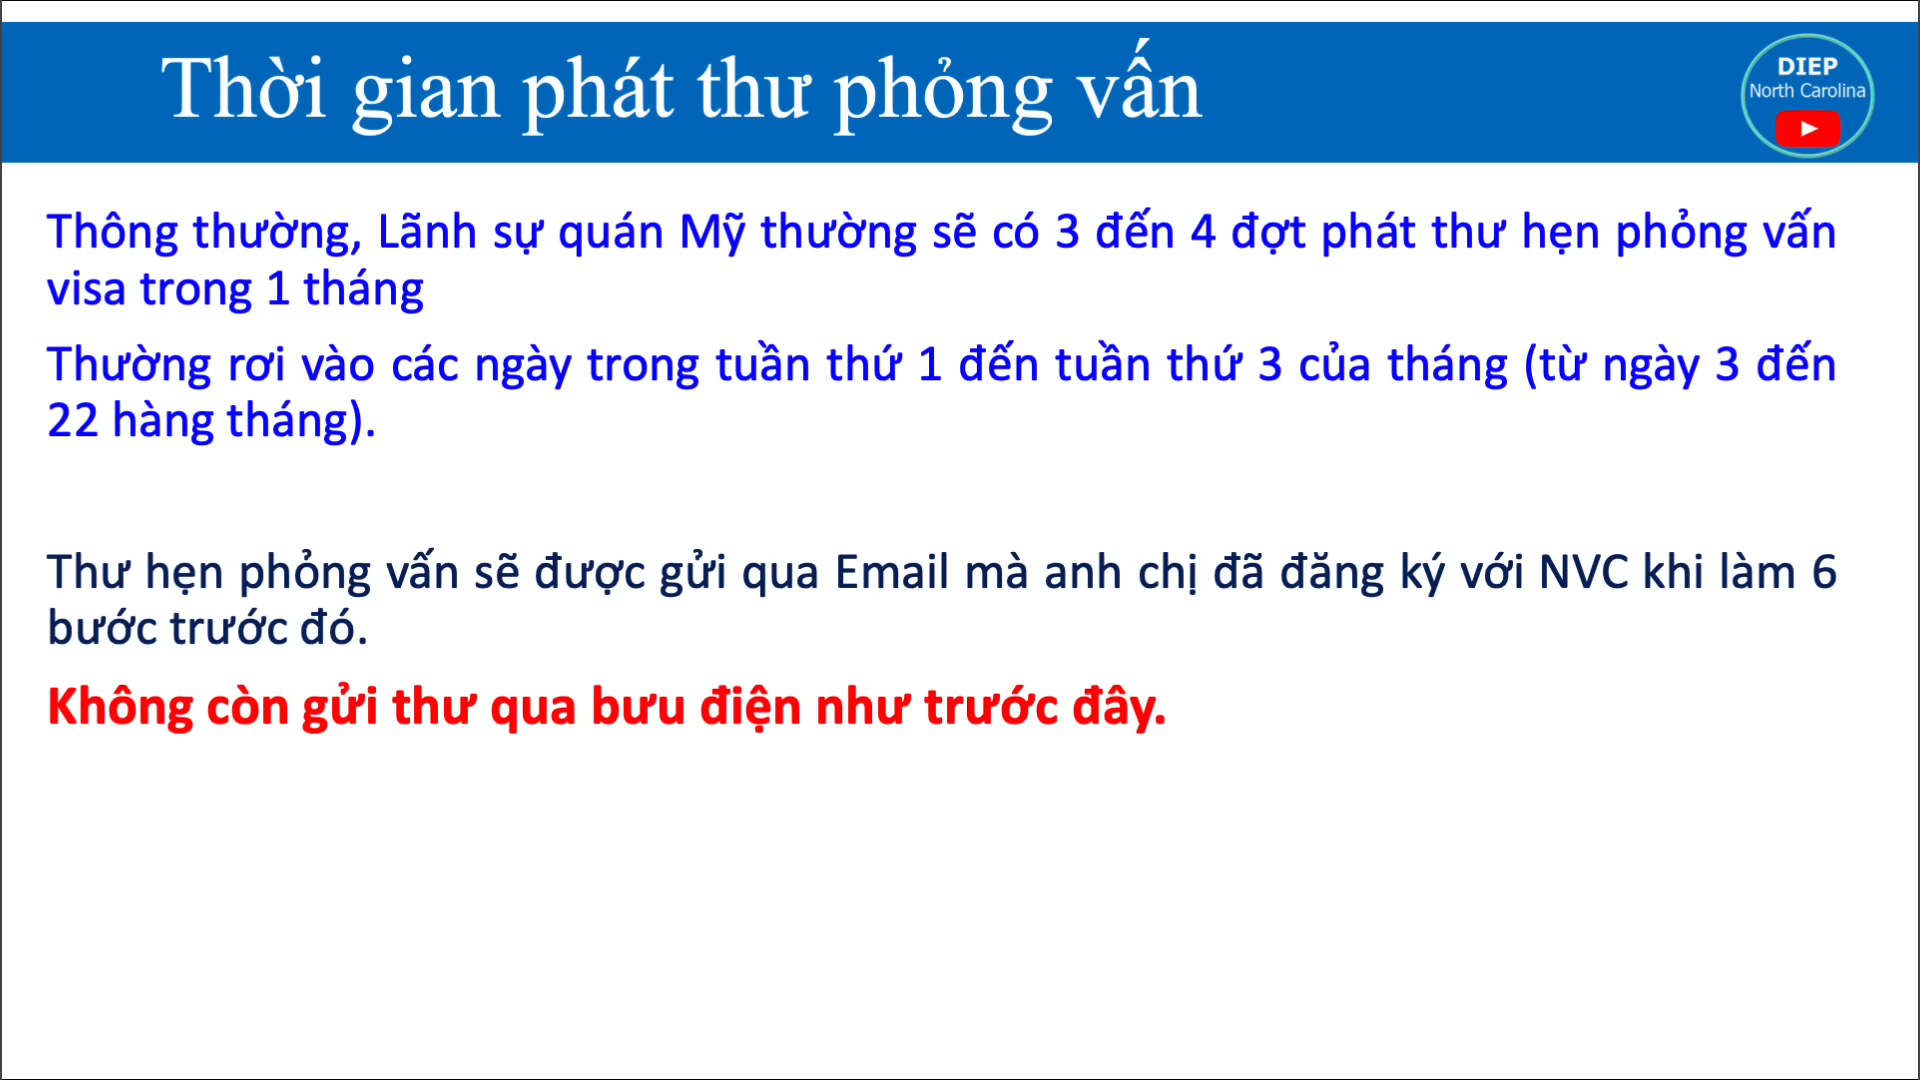 Thời gian phát thư phỏng vấn
DIEP
North Carolina
Thông thường, Lãnh sự quán Mỹ thường sẽ có 3 đến 4 đợt phát thư hẹn phỏng vấn
visa trong 1 tháng
Thường rơi vào các ngày trong tuần thứ 1 đến tuần thứ 3 của tháng (từ ngày 3 đến
22 hàng tháng).
Thư hẹn phỏng vấn sẽ được gửi qua Email mà anh chị đã đăng ký với NVC khi làm 6
bước trước đó.
Không còn gửi thư qua bưu điện như trước đây.